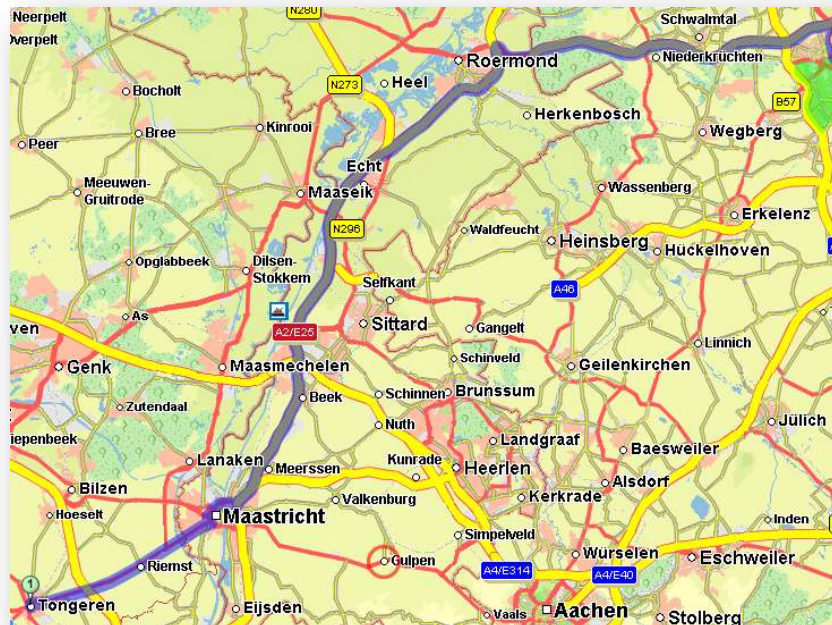 N280
Neerpelt
Overpelt
Schwalmtal
Roermond
Niederkrüchten
Heel
N273
Bocholt
B57
Herkenbosch
Kinrooi
Bree
Wegberg
Peer
Echt
Meeuwen-
Gruitrode
Maaseik
Wassenberg
Erkelenz
N296
Waldfeucht
Heinsberg
Hückelhoven
Opglabbeek
Dilsen-
Stokkem
Selfkant
A46
As
A2/E25
Sittard
Gangelt
Linnich
Genk
Maasmechelen
Schinveld
Geilenkirchen
Zutendaal
Beek
Schinnen
Brunssum
Nuth
Jülich
Landgraaf
Baesweiler
Lanaken
Meerssen
Kunrade
Heerlen
Bilzen
Valkenburg
Kerkrade
Alsdorf
Hoeselt
Maastricht
Inden
Simpelveld
Gulpen
Würselen
Eschweiler
Riemst
A4/E314
A4/E40
1
Tongeren
Eijsden
Vaals
Aachen
Stolberg